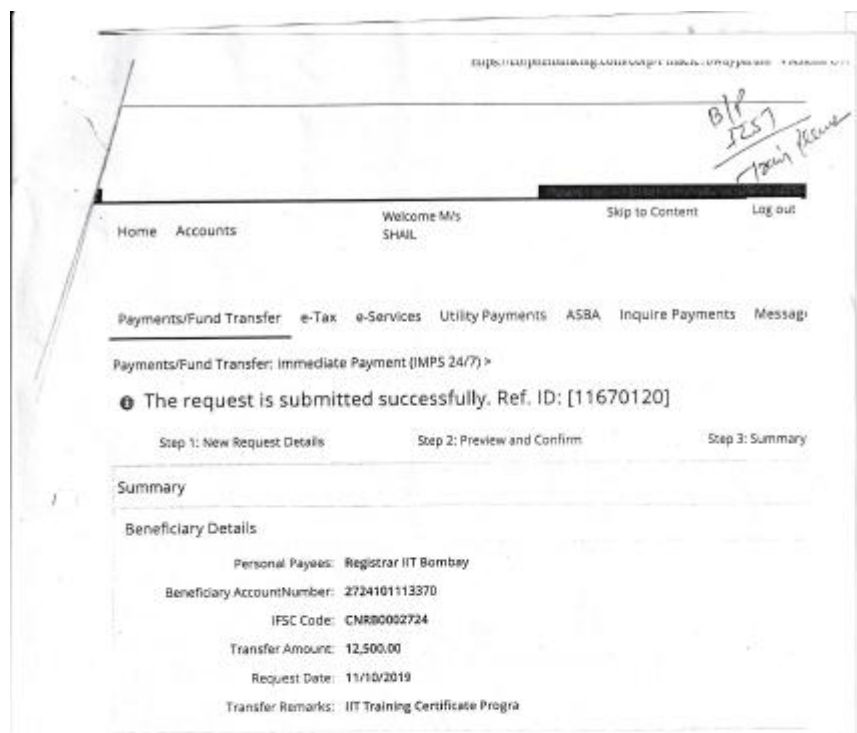 B/P
Home Accounts Welcome M/s SHAIL Skip to Content Log out
Payments/Fund Transfer e-Tax e-Services Utility Payments ASBA Inquire Payments Messag
Payments/Fund Transfer: Immediate Payment (IMPS 24/7) >
The request is submitted successfully. Ref. ID: [11670120]
Step 1: New Request Details Step 2: Preview and Confirm Step 3: Summary
Summary
Beneficiary Details
Personal Payees: Registrar IIT Bombay
Beneficiary AccountNumber: 2724101113370
IFSC Code: CNRB0002724
Transfer Amount: 12,500.00
Request Date: 11/10/2019
Transfer Remarks: IIT Training Certificate Progra